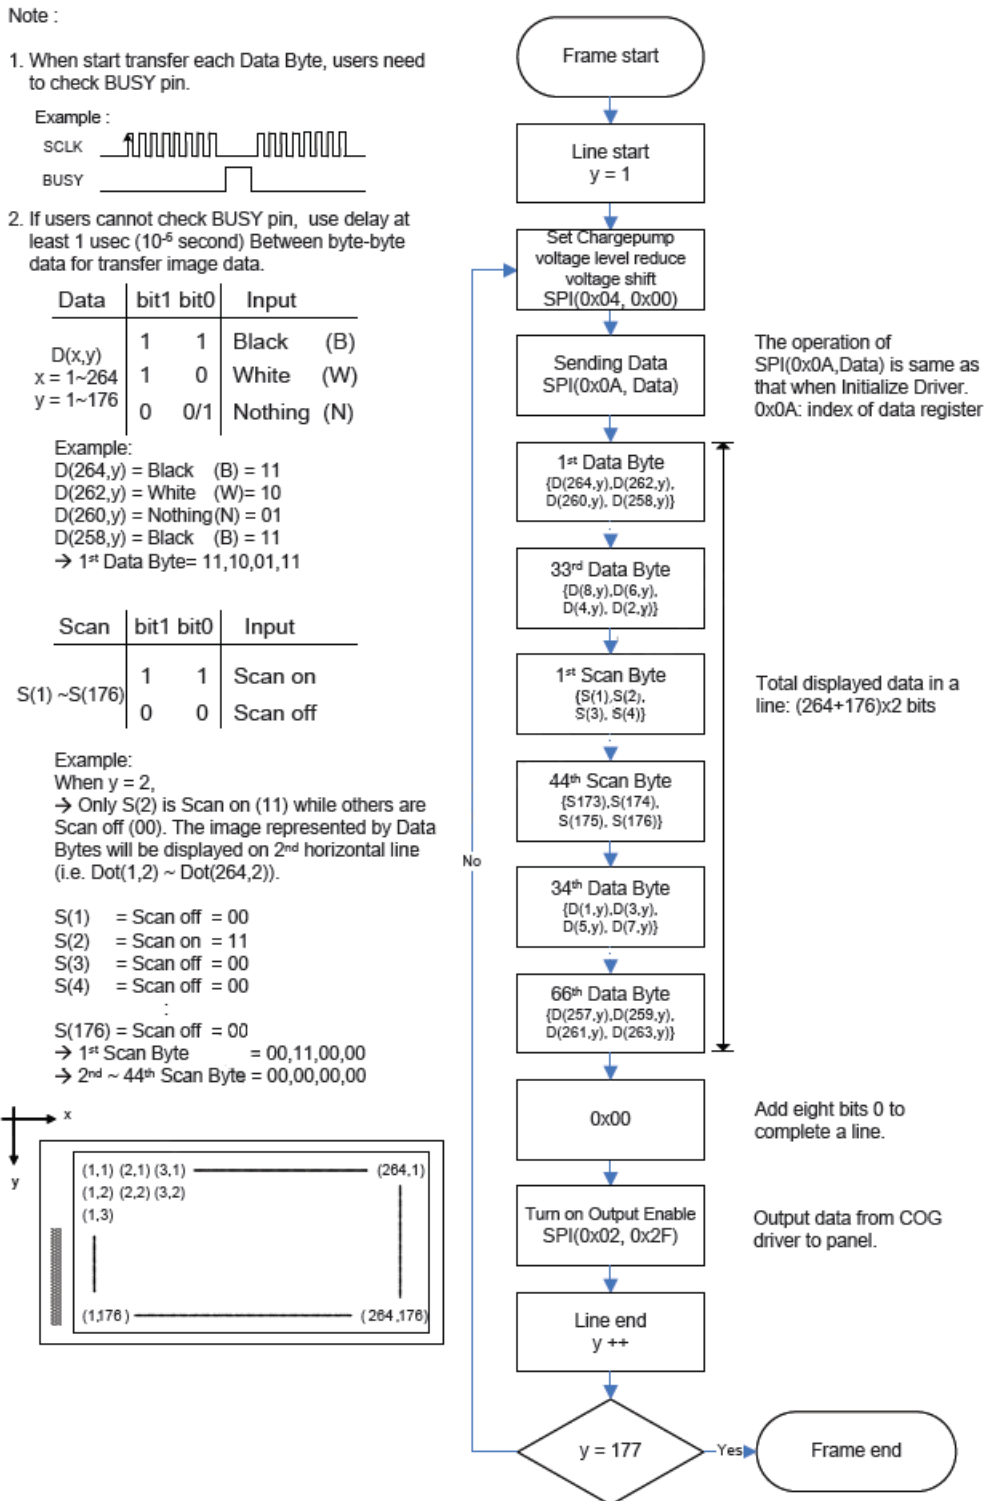 Note :
1. When start transfer each Data Byte, users need
to check BUSY pin.
Example :
SCLK
BUSY
2. If users cannot check BUSY pin, use delay at
least 1 usec (10⁻⁶ second) Between byte-byte
data for transfer image data.
Data bit1 bit0 Input
D(x,y)
x = 1~264
y = 1~176
1 1 Black (B)
1 0 White (W)
0 0/1 Nothing (N)
Example:
D(264,y) = Black (B) = 11
D(262,y) = White (W)= 10
D(260,y) = Nothing(N) = 01
D(258,y) = Black (B) = 11
→ 1st Data Byte= 11,10,01,11
Scan bit1 bit0 Input
S(1) ~S(176)
1 1 Scan on
0 0 Scan off
Example:
When y = 2,
→ Only S(2) is Scan on (11) while others are
Scan off (00). The image represented by Data
Bytes will be displayed on 2nd horizontal line
(i.e. Dot(1,2) ~ Dot(264,2)).
S(1) = Scan off = 00
S(2) = Scan on = 11
S(3) = Scan off = 00
S(4) = Scan off = 00
:
S(176) = Scan off = 00
→ 1st Scan Byte = 00,11,00,00
→ 2nd ~ 44th Scan Byte = 00,00,00,00
x
y
(1,1) (2,1) (3,1) (264,1)
(1,2) (2,2) (3,2)
(1,3)
(1,176) (264,176)
Frame start
Line start
y = 1
Set Chargepump
voltage level reduce
voltage shift
SPI(0x04, 0x00)
Sending Data
SPI(0x0A, Data)
The operation of
SPI(0x0A,Data) is same as
that when Initialize Driver.
0x0A: index of data register
1st Data Byte
{D(264,y),D(262,y),
D(260,y), D(258,y)}
33rd Data Byte
{D(8,y),D(6,y),
D(4,y), D(2,y)}
1st Scan Byte
{S(1),S(2),
S(3), S(4)}
Total displayed data in a
line: (264+176)x2 bits
44th Scan Byte
{S173),S(174),
S(175), S(176)}
34th Data Byte
{D(1,y),D(3,y),
D(5,y), D(7,y)}
66th Data Byte
{D(257,y),D(259,y),
D(261,y), D(263,y)}
0x00
Add eight bits 0 to
complete a line.
Turn on Output Enable
SPI(0x02, 0x2F)
Output data from COG
driver to panel.
Line end
y ++
No
y = 177
Yes
Frame end